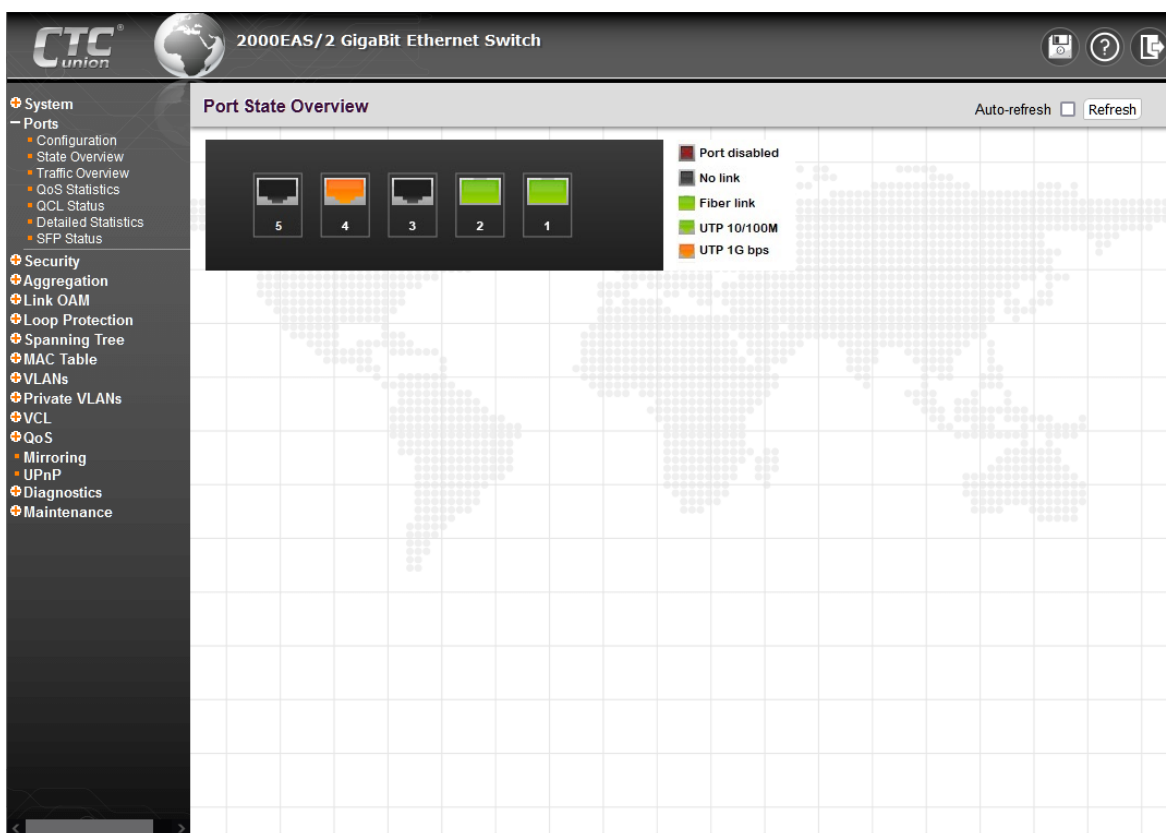 CTC®
union
2000EAS/2 GigaBit Ethernet Switch
System
Ports
Configuration
State Overview
Traffic Overview
QoS Statistics
QCL Status
Detailed Statistics
SFP Status
Security
Aggregation
Link OAM
Loop Protection
Spanning Tree
MAC Table
VLANs
Private VLANs
VCL
QoS
Mirroring
UPnP
Diagnostics
Maintenance
Port State Overview
Auto-refresh Refresh
5 4 3 2 1
Port disabled
No link
Fiber link
UTP 10/100M
UTP 1G bps